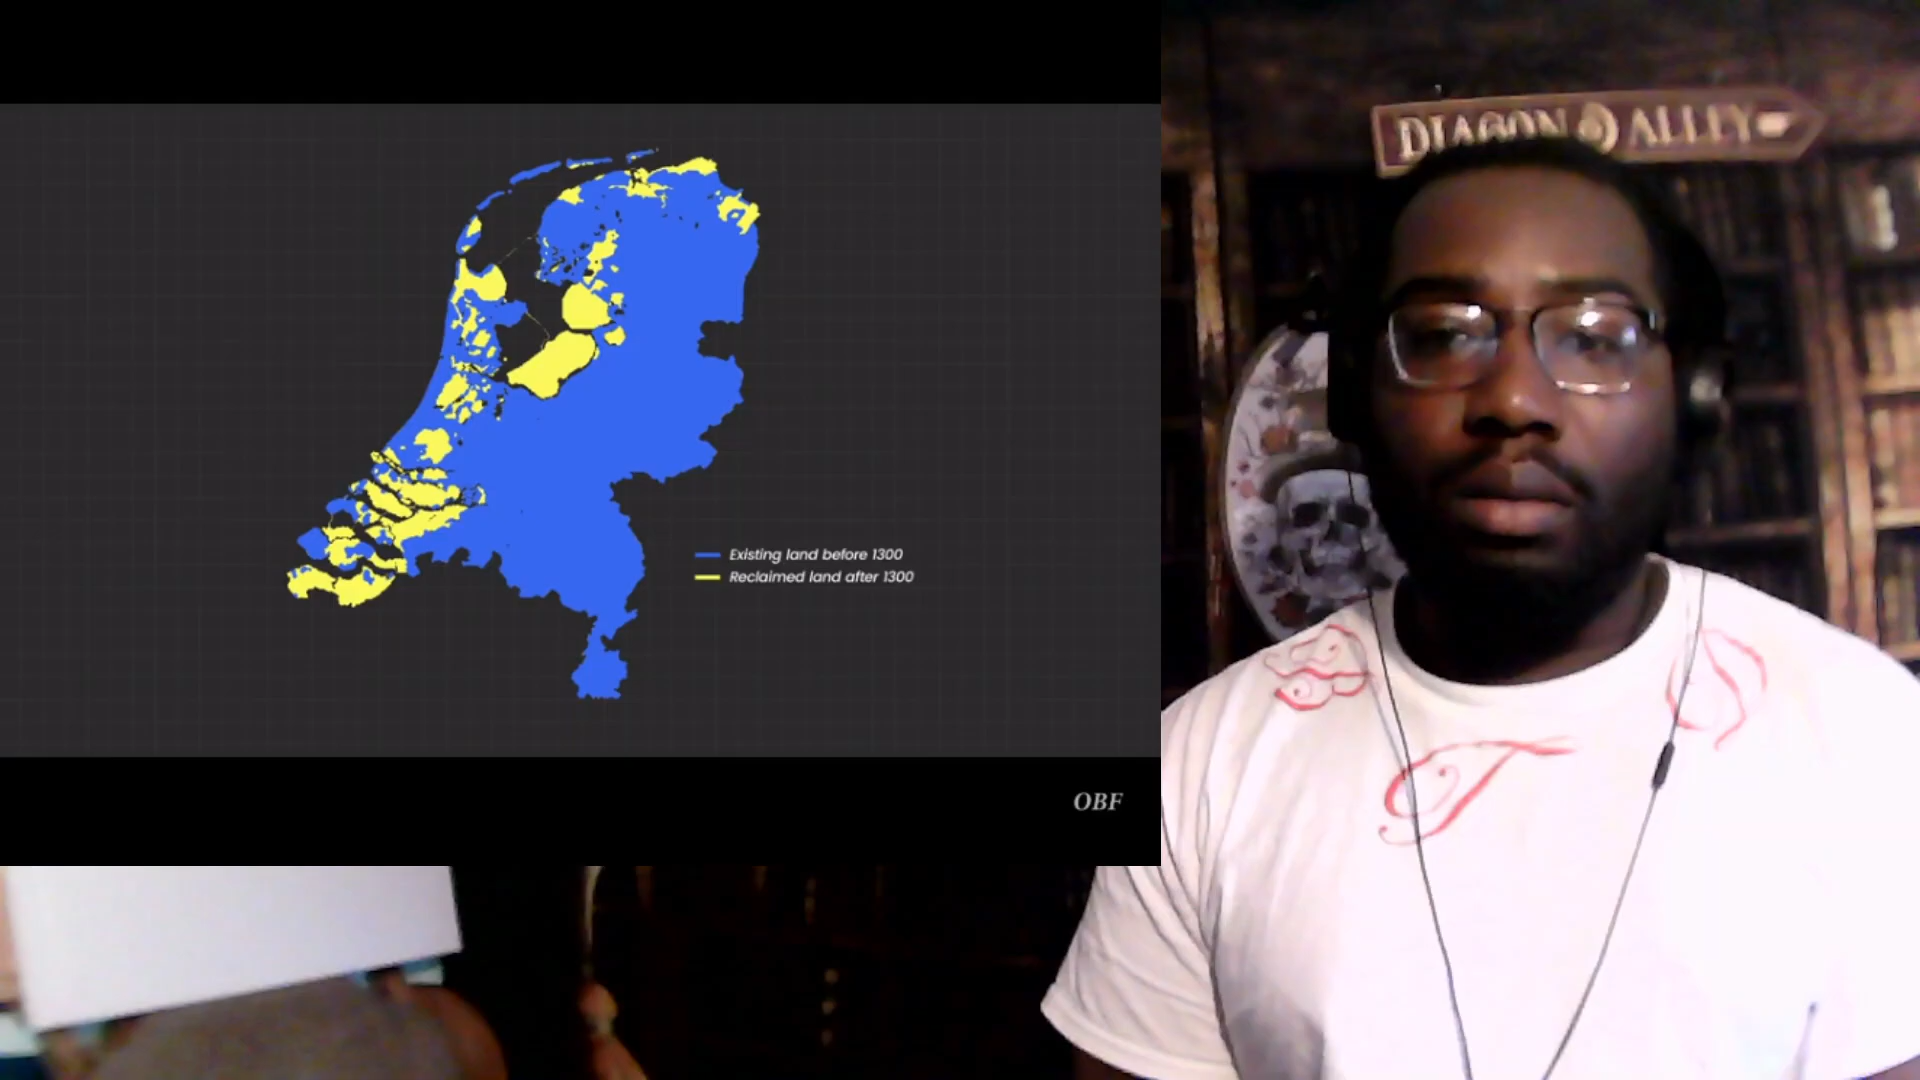 DIAGON ALLEY
Existing land before 1300
Reclaimed land after 1300
OBF
T